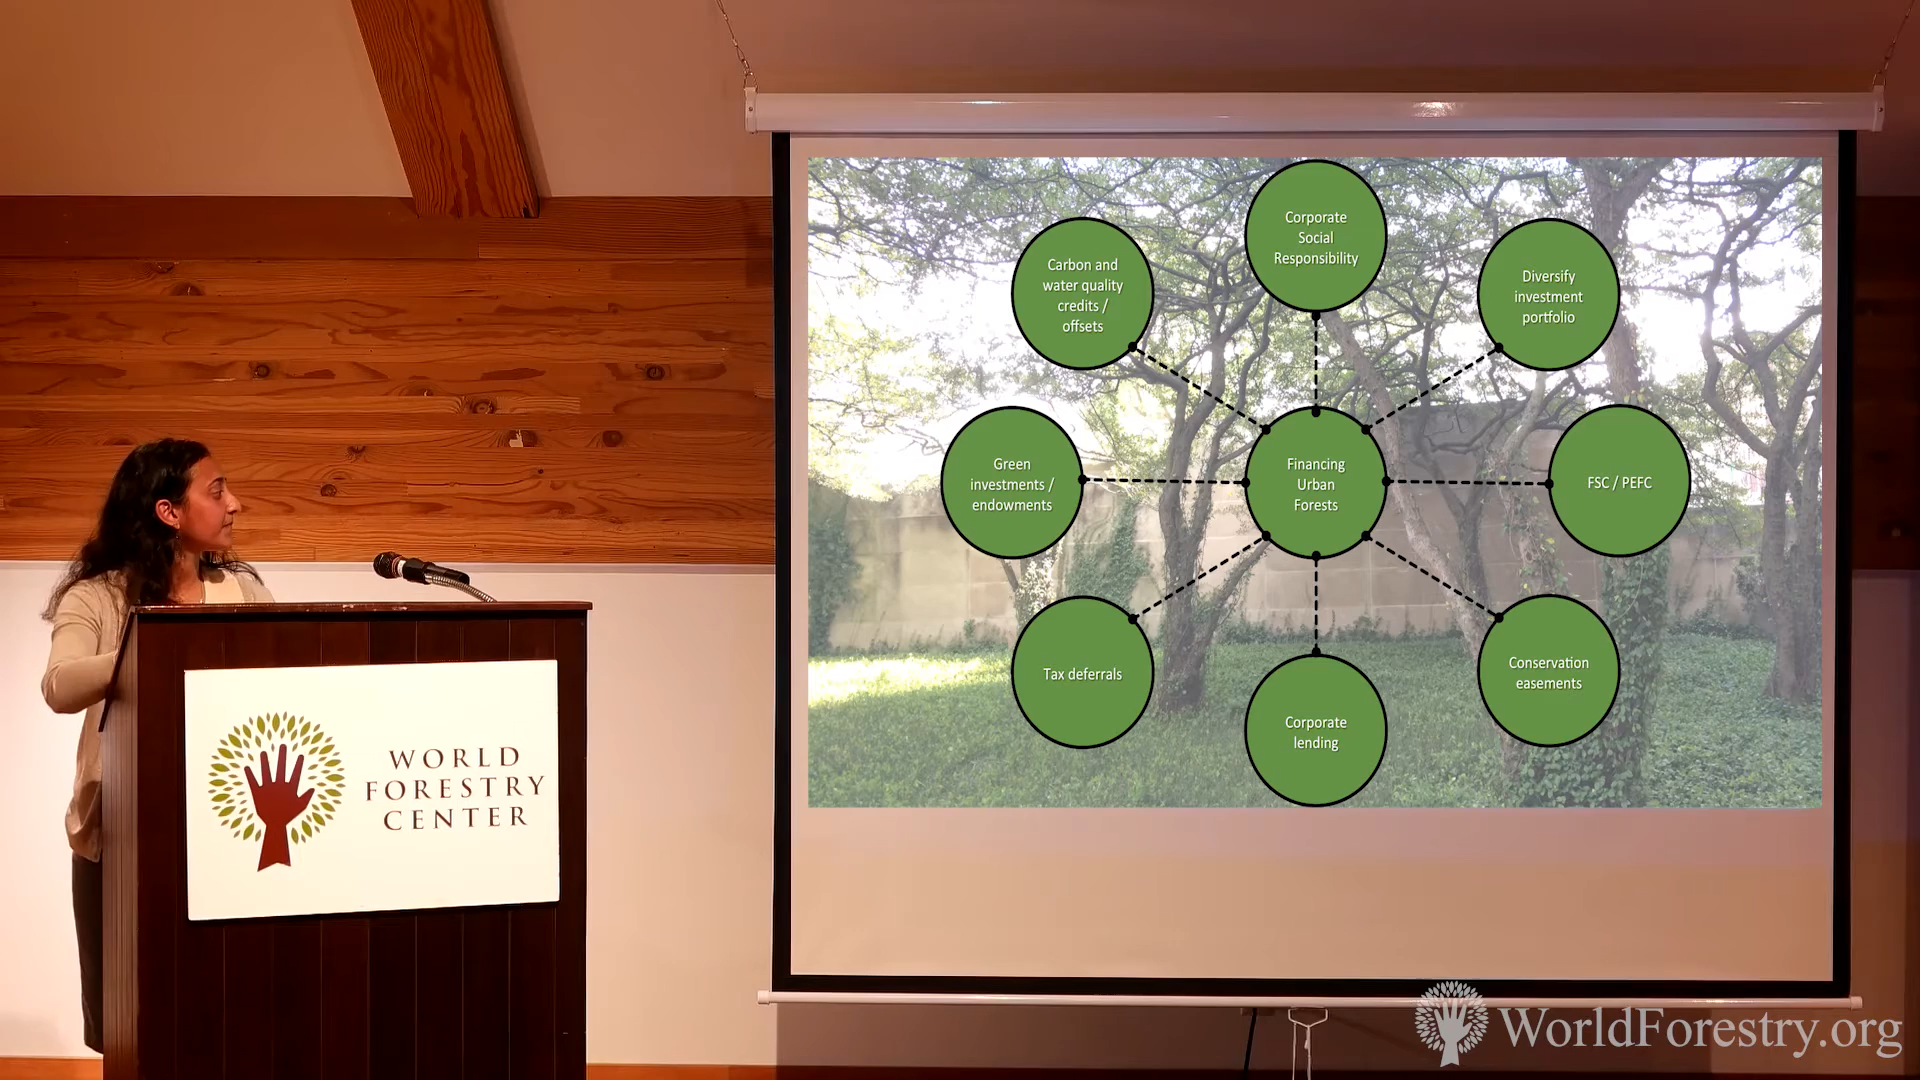 Corporate
Social
Responsibility
Carbon and
water quality
credits /
offsets
Diversify
investment
portfolio
Green
investments /
endowments
Financing
Urban
Forests
FSC / PEFC
Tax deferrals
Corporate
lending
Conservation
easements
WORLD
FORESTRY
CENTER
WorldForestry.org